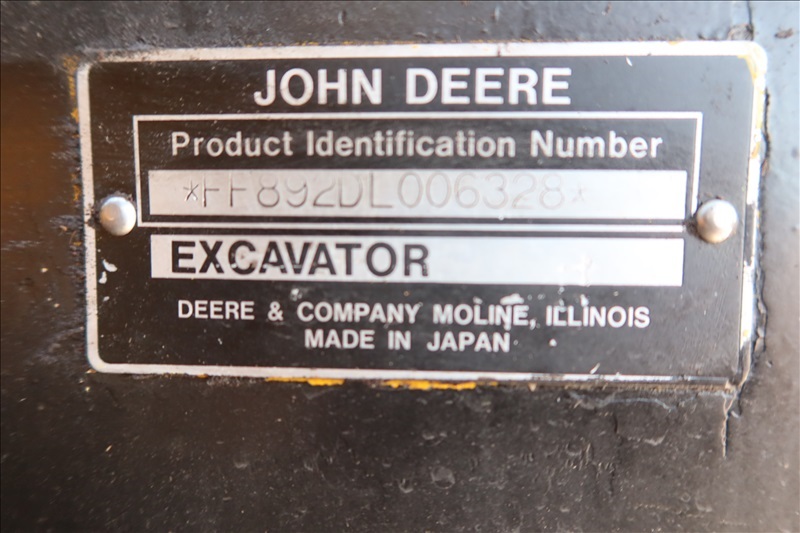 JOHN DEERE
Product Identification Number
*FF892DL006328*
EXCAVATOR
DEERE & COMPANY MOLINE, ILLINOIS
MADE IN JAPAN